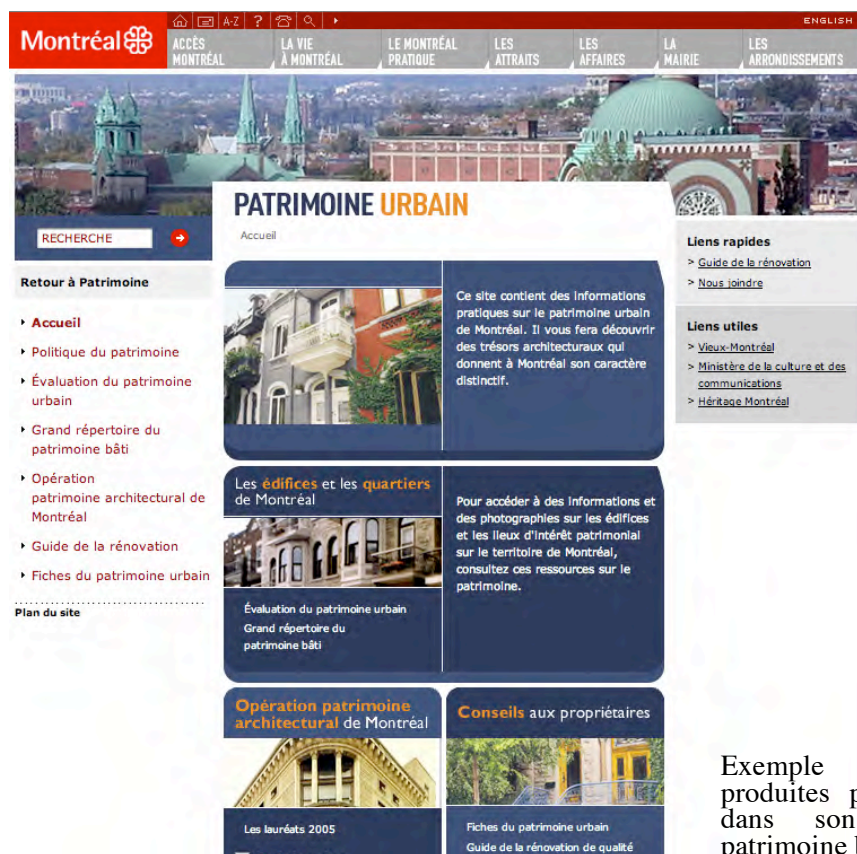 A-Z ?
ENGLISH
Montréal
ACCÈS
MONTRÉAL
LA VIE
À MONTRÉAL
LE MONTRÉAL
PRATIQUE
LES
ATTRAITS
LES
AFFAIRES
LA
MAIRIE
LES
ARRONDISSEMENTS
PATRIMOINE URBAIN
Accueil
RECHERCHE
Retour à Patrimoine
Accueil
Politique du patrimoine
Évaluation du patrimoine
urbain
Grand répertoire du
patrimoine bâti
Opération
patrimoine architectural de
Montréal
Guide de la rénovation
Fiches du patrimoine urbain
Plan du site
Ce site contient des informations
pratiques sur le patrimoine urbain
de Montréal. Il vous fera découvrir
des trésors architecturaux qui
donnent à Montréal son caractère
distinctif.
Les édifices et les quartiers
de Montréal
Évaluation du patrimoine urbain
Grand répertoire du
patrimoine bâti
Pour accéder à des informations et
des photographies sur les édifices
et les lieux d'intérêt patrimonial
sur le territoire de Montréal,
consultez ces ressources sur le
patrimoine.
Opération patrimoine
architectural de Montréal
Les lauréats 2005
Conseils aux propriétaires
Fiches du patrimoine urbain
Guide de la rénovation de qualité
Liens rapides
> Guide de la rénovation
> Nous joindre
Liens utiles
> Vieux-Montréal
> Ministère de la culture et des
communications
> Héritage Montréal
Exemple
produites
dans son
patrimoine